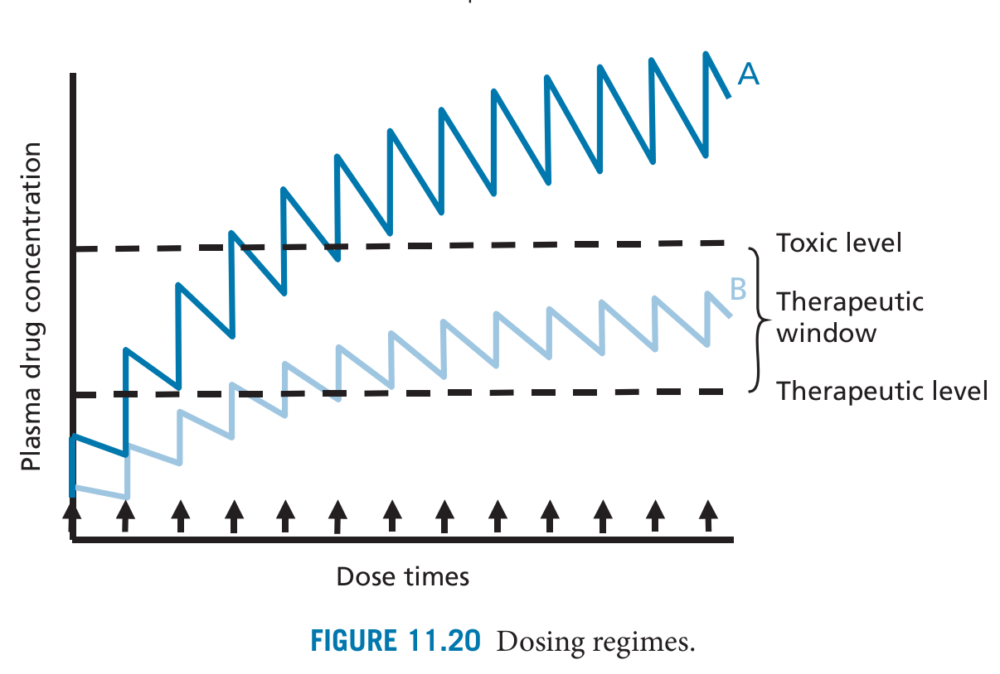 A
Plasma drug concentration
Toxic level
B
Therapeutic
window
Therapeutic level
Dose times
FIGURE 11.20 Dosing regimes.